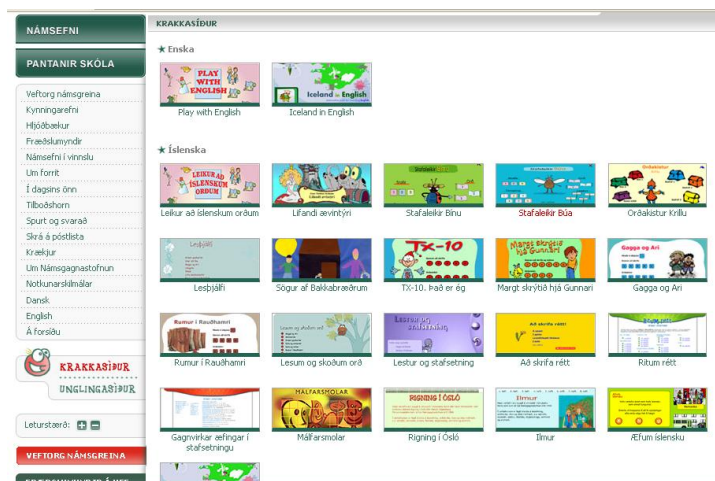 NÁMSEFNI
PANTANIR SKÓLA
Veftorg námsgreina
Kynningarefni
Hljóðbækur
Fræðslumyndir
Námsefni í vinnslu
Um forrit
Í dagsins önn
Tilboðshorn
Spurt og svarað
Skrá á póstlista
Krækjur
Um Námsgagnastofnun
Notkunarskilmálar
Dansk
English
Á forsíðu
KRAKKASÍÐUR
UNGLINGASÍÐUR
Leturstærð:
VEFTORG NÁMSGREINA
KRAKKASÍÐUR
Enska
PLAY WITH ENGLISH
Iceland in English
Play with English
Iceland in English
Íslenska
LEIKUR AÐ ÍSLENSKUM ORÐUM
Stafaleikir
Orðakistur
Leikur að íslenskum orðum
Lifandi ævintýri
Stafaleikir Bínu
Stafaleikir Búa
Orðakistur Krillu
Lesþjálfi
TX-10
Margt skrýtið hjá Gunnari
Gagga og Ari
Lesþjálfi
Sögur af Bakkabræðrum
TX-10. Það er ég
Margt skrýtið hjá Gunnari
Gagga og Ari
Rumur í Rauðhamri
Lesum og skoðum orð
LESTUR OG STAFSETNING
Að skrifa rétt!
Ritum rétt
Rumur í Rauðhamri
Lesum og skoðum orð
Lestur og stafsetning
Að skrifa rétt
Ritum rétt
MÁLFARSMOLAR
RIGNING Í ÓSLÓ
Ilmur
Gagnvirkar æfingar í
stafsetningu
Málfarsmolar
Rigning í Ósló
Ilmur
Æfum íslensku